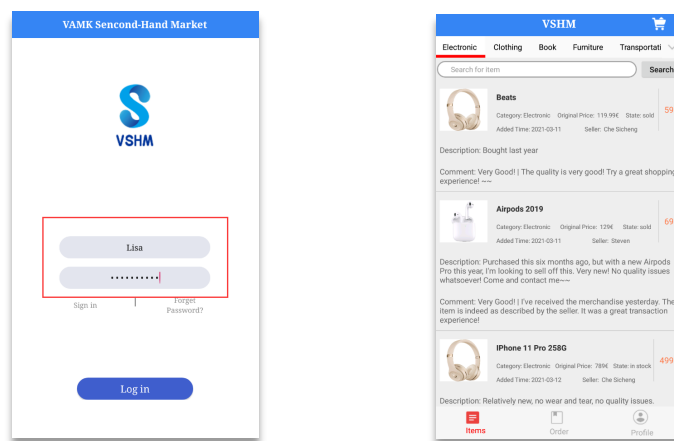 VAMK Sencond-Hand Market
VSHM
Lisa
Sign in
Forget
Password?
Log in
VSHM
Electronic Clothing Book Furniture Transportati
Search for item Search
Beats
Category: Electronic Original Price: 119.99€ State: sold
59
Added Time: 2021-03-11 Seller: Che Sicheng
Description: Bought last year
Comment: Very Good! | The quality is very good! Try a great shopping
experience! ~~
Airpods 2019
Category: Electronic Original Price: 129€ State: sold
69
Added Time: 2021-03-11 Seller: Steven
Description: Purchased this six months ago, but with a new Airpods
Pro this year, I'm looking to sell off this. Very new! No quality issues
whatsoever! Come and contact me~~
Comment: Very Good! | I've received the merchandise yesterday. The
item is indeed as described by the seller. It was a great transaction
experience!
IPhone 11 Pro 258G
Category: Electronic Original Price: 789€ State: in stock
499
Added Time: 2021-03-12 Seller: Che Sicheng
Description: Relatively new, no wear and tear, no quality issues.
Items Order Profile